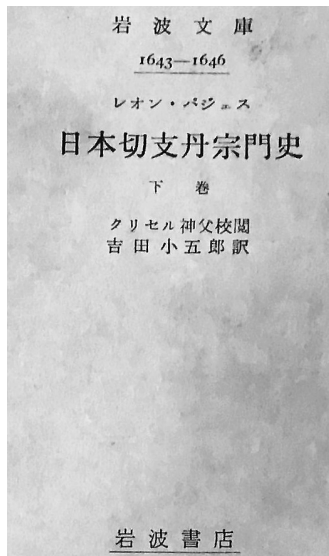 岩波文庫
1643—1646
レオン・パジェス
日本切支丹宗門史
下巻
クリセル神父校閲
吉田小五郎訳
岩波書店